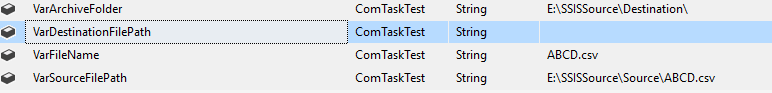 VarArchiveFolder ComTaskTest String E:\SSISSource\Destination\
VarDestinationFilePath ComTaskTest String
VarFileName ComTaskTest String ABCD.csv
VarSourceFilePath ComTaskTest String E:\SSISSource\Source\ABCD.csv